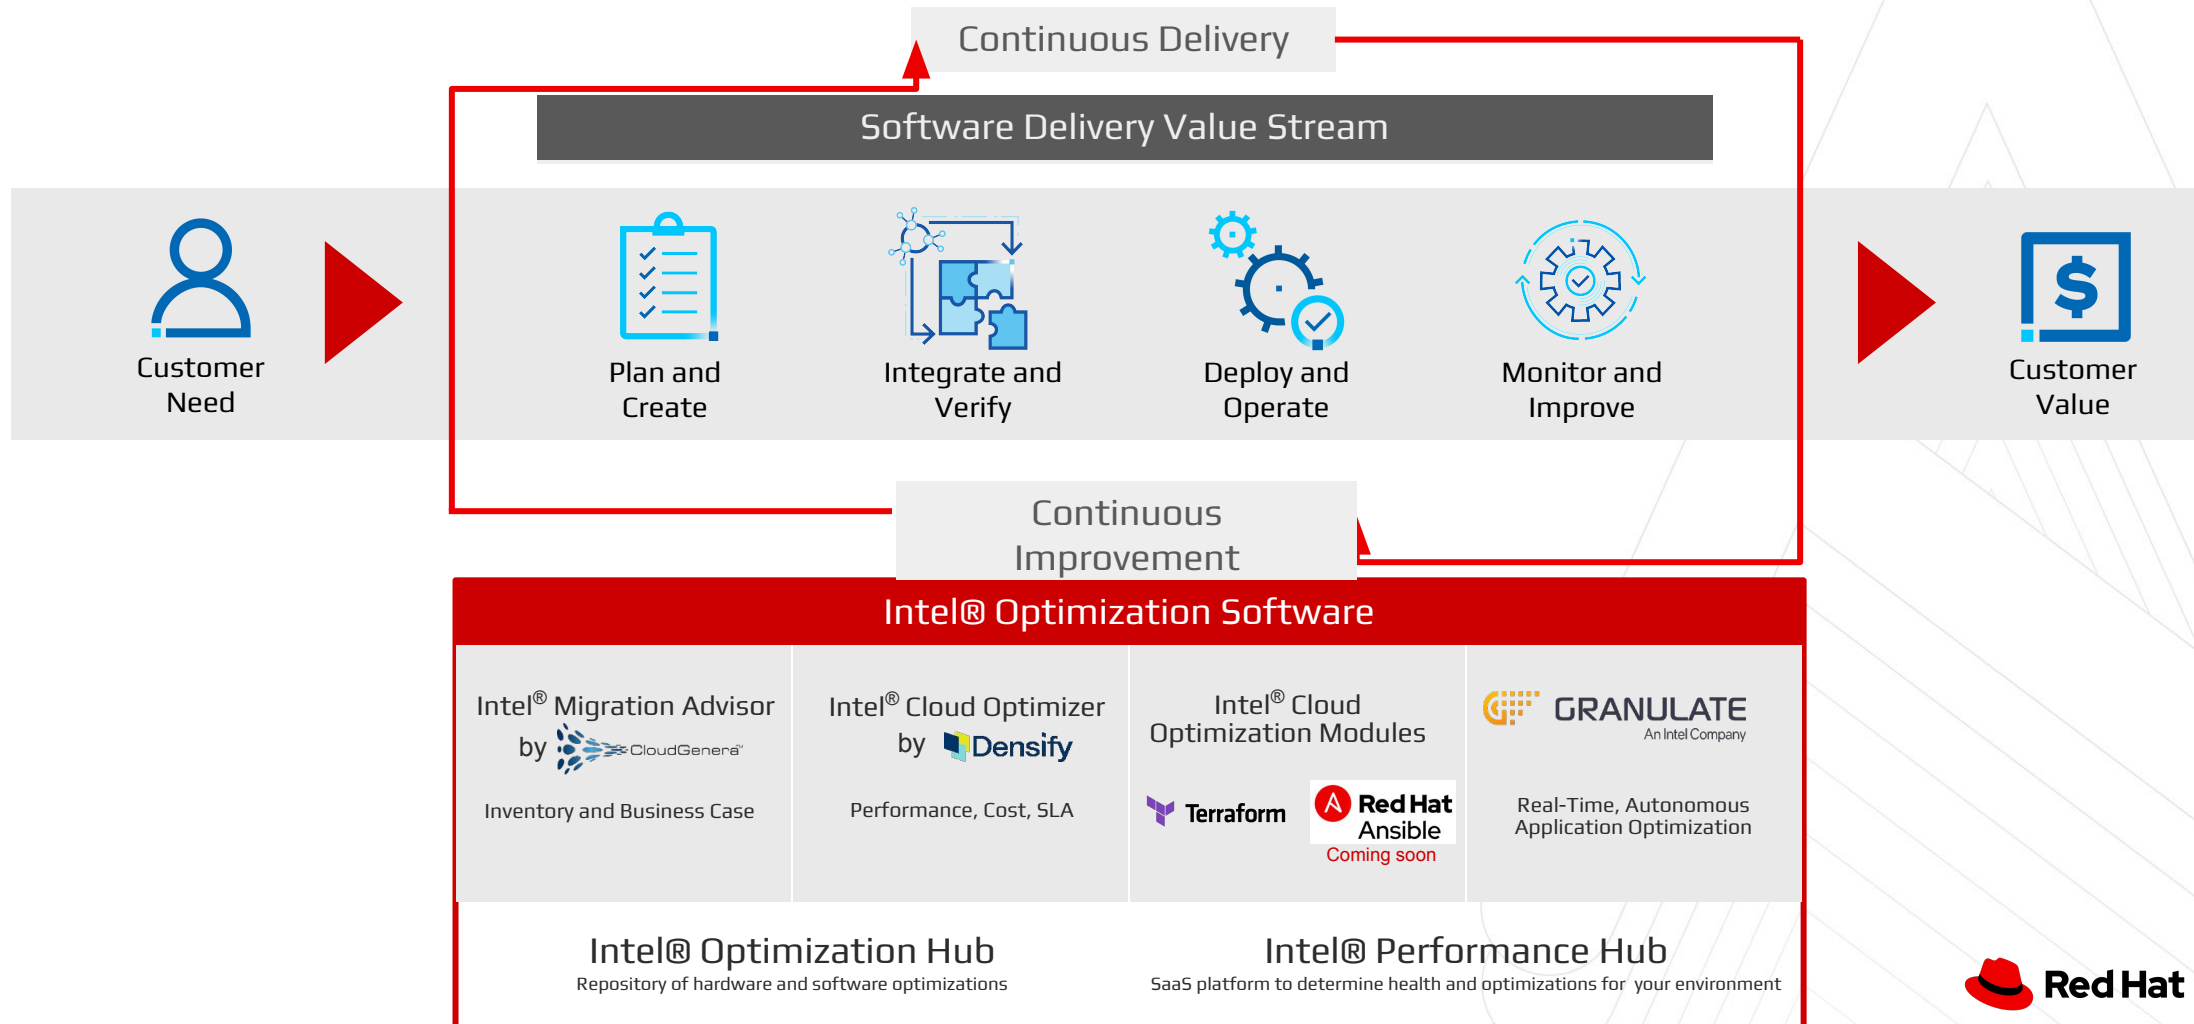 Continuous Delivery
Software Delivery Value Stream
Customer
Need
Plan and
Create
Integrate and
Verify
Deploy and
Operate
Monitor and
Improve
$
Customer
Value
Continuous
Improvement
Intel® Optimization Software
Intel® Migration Advisor
by CloudGenera™
Inventory and Business Case
Intel® Cloud Optimizer
by Densify
Performance, Cost, SLA
Intel® Cloud
Optimization Modules
Terraform
Red Hat
Ansible
Coming soon
GRANULATE
An Intel Company
Real-Time, Autonomous
Application Optimization
Intel® Optimization Hub
Repository of hardware and software optimizations
Intel® Performance Hub
SaaS platform to determine health and optimizations for your environment
Red Hat